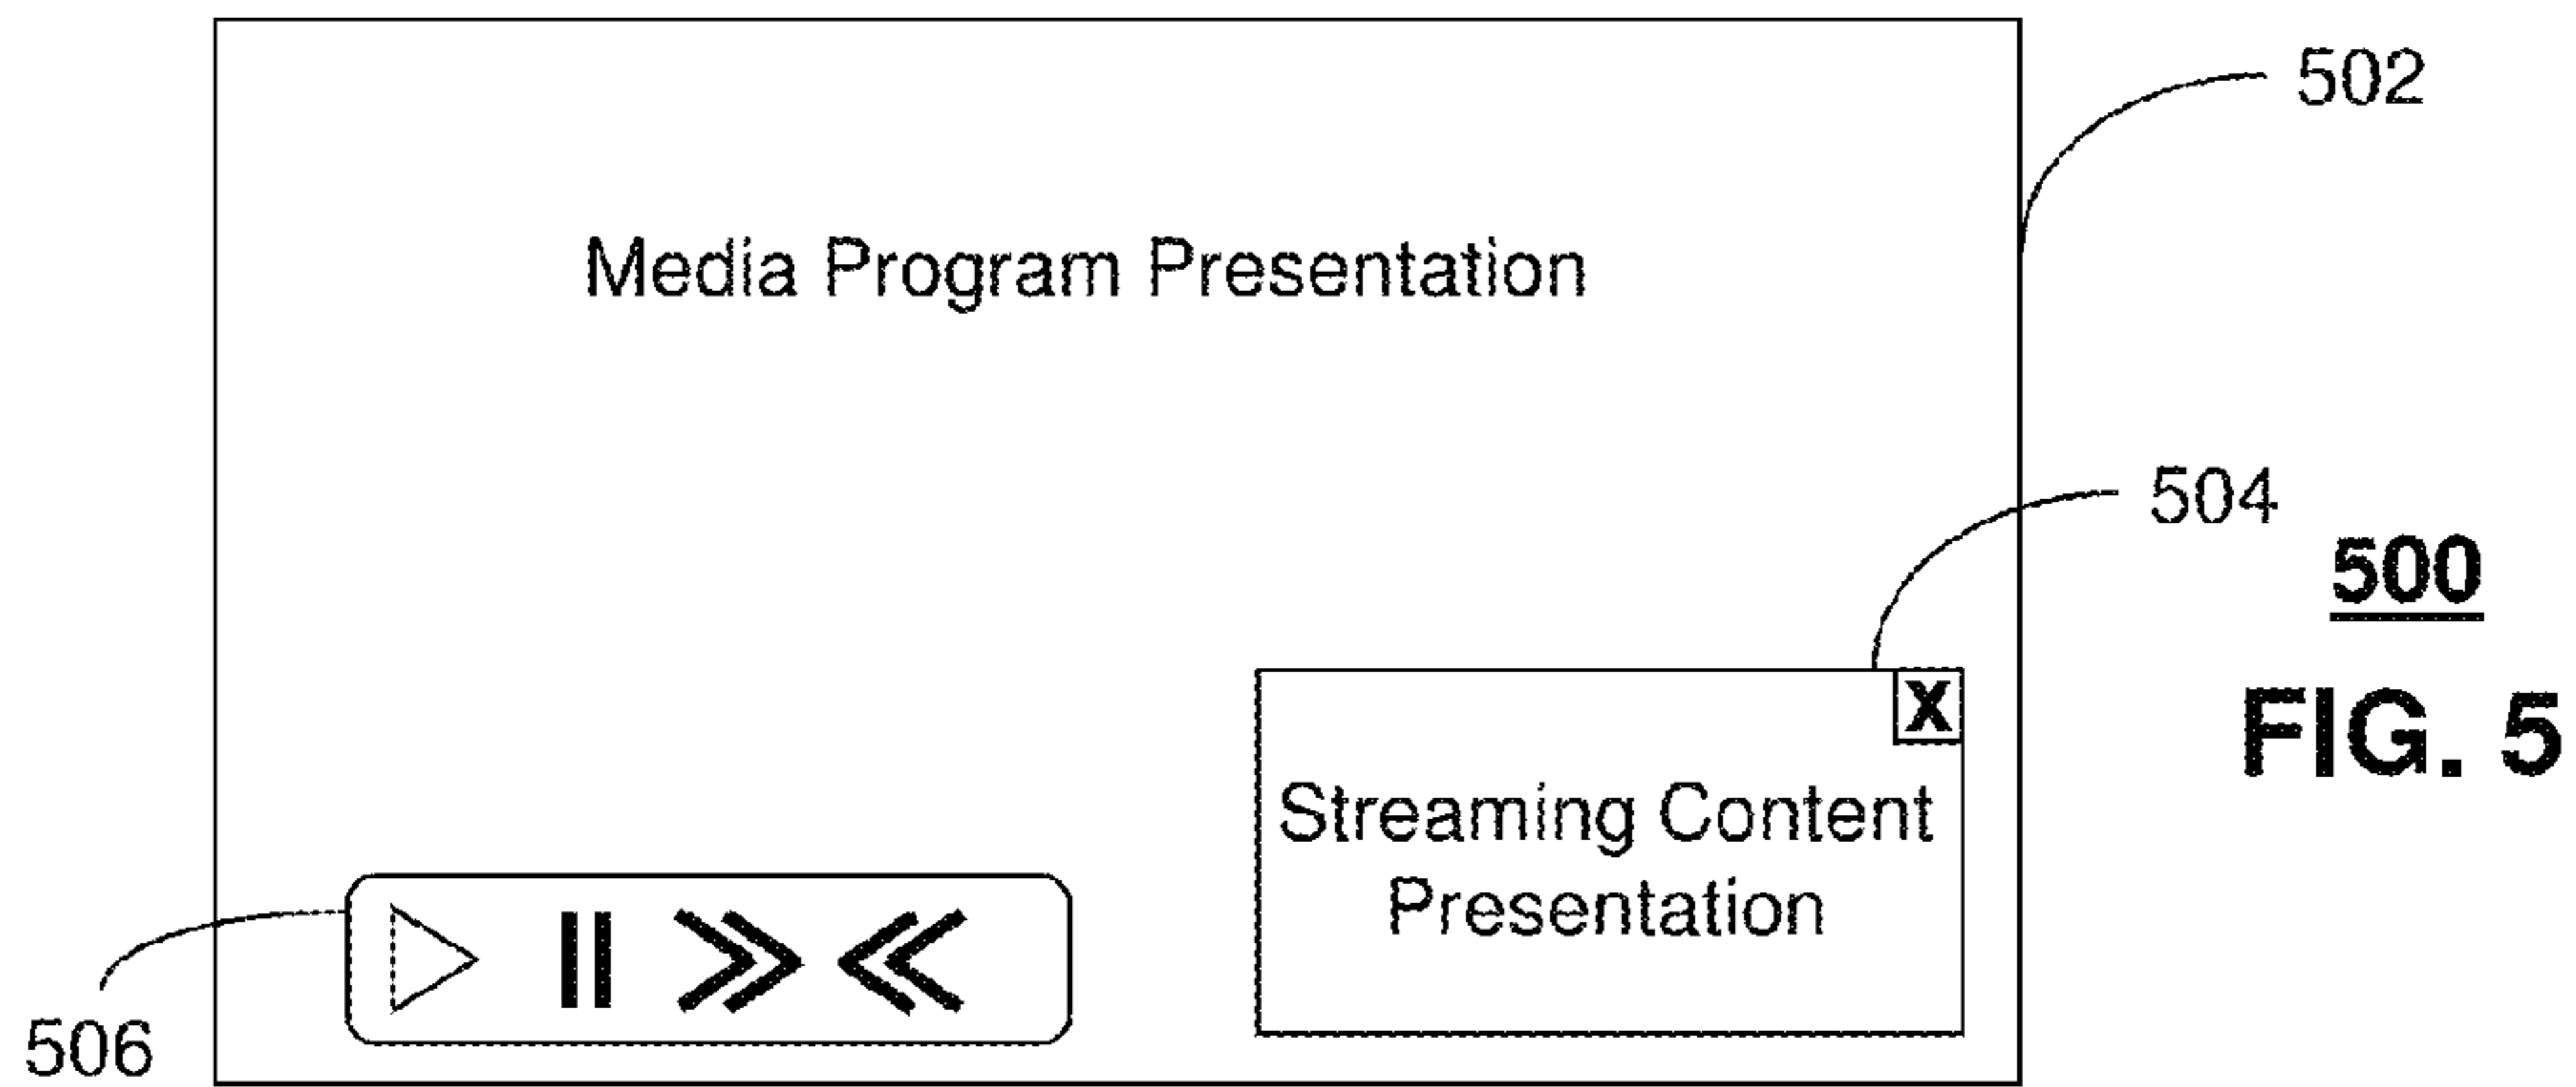 502
Media Program Presentation
504
500
FIG. 5
X
Streaming Content
Presentation
506